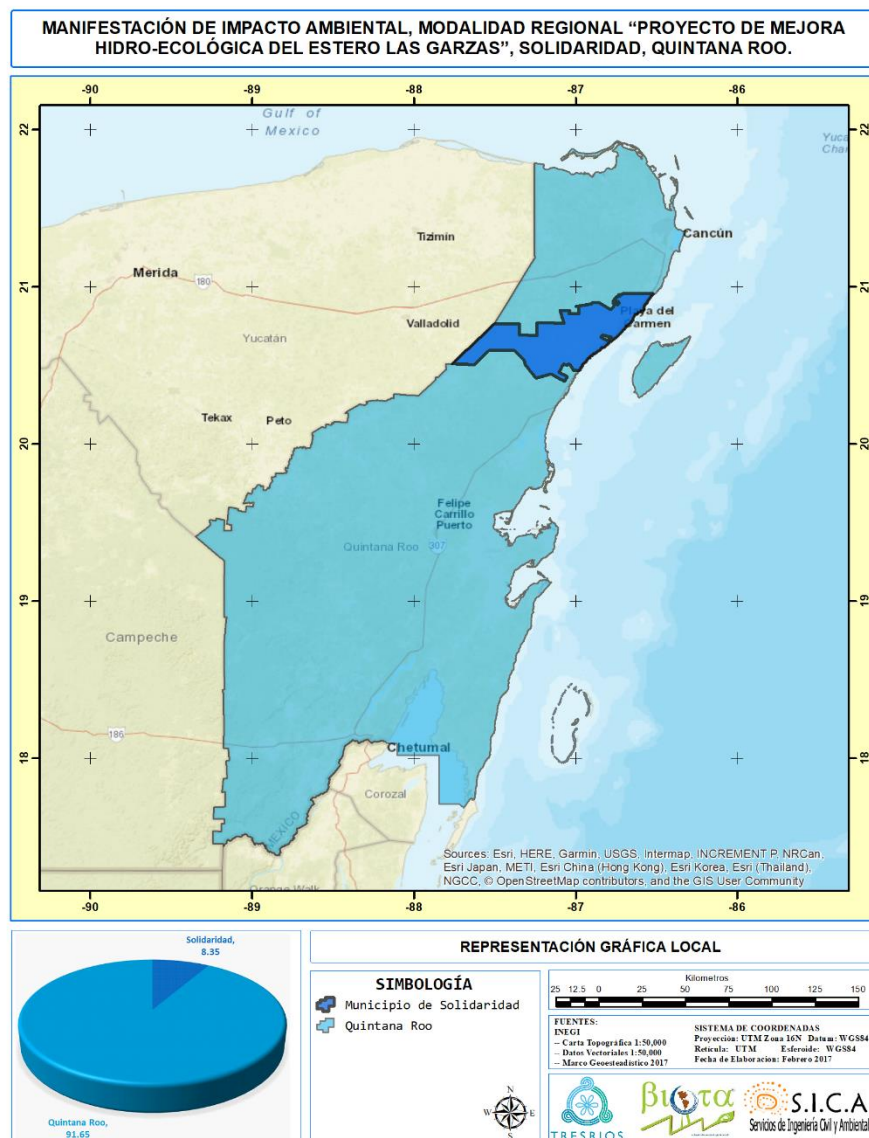 MANIFESTACIÓN DE IMPACTO AMBIENTAL, MODALIDAD REGIONAL “PROYECTO DE MEJORA
HIDRO-ECOLÓGICA DEL ESTERO LAS GARZAS”, SOLIDARIDAD, QUINTANA ROO.
-90 -89 -88 -87 -86
22 22
Gulf of
Mexico
Yuca
Chan
Tizimín
Cancún
21 21
Merida
180
Playa del
Carmen
Valladolid
Yucatán
Tekax Peto
20 20
Felipe
Carrillo
Puerto
Quintana Roo 307
19 19
Campeche
186
18 18
Chetumal
Corozal
MEXICO
Orange Walk
Sources: Esri, HERE, Garmin, USGS, Intermap, INCREMENT P, NRCan,
Esri Japan, METI, Esri China (Hong Kong), Esri Korea, Esri (Thailand),
NGCC, © OpenStreetMap contributors, and the GIS User Community
-90 -89 -88 -87 -86
Solidaridad,
8.35
Quintana Roo,
91.65
REPRESENTACIÓN GRÁFICA LOCAL
SIMBOLOGÍA
Municipio de Solidaridad
Quintana Roo
N
W E
S
Kilometros
25 12.5 0 25 50 75 100 125 150
FUENTES:
INEGI
-- Carta Topográfica 1:50,000
-- Datos Vectoriales 1:50,000
-- Marco Geoestadístico 2017
SISTEMA DE COORDENADAS
Proyección: UTM Zona 16N Datum: WGS84
Retícula: UTM Esferoide: WGS84
Fecha de Elaboracion: Febrero 2017
TRESRIOS
βιστα
S.I.C.A
Servicios de Ingeniería Civil y Ambiental